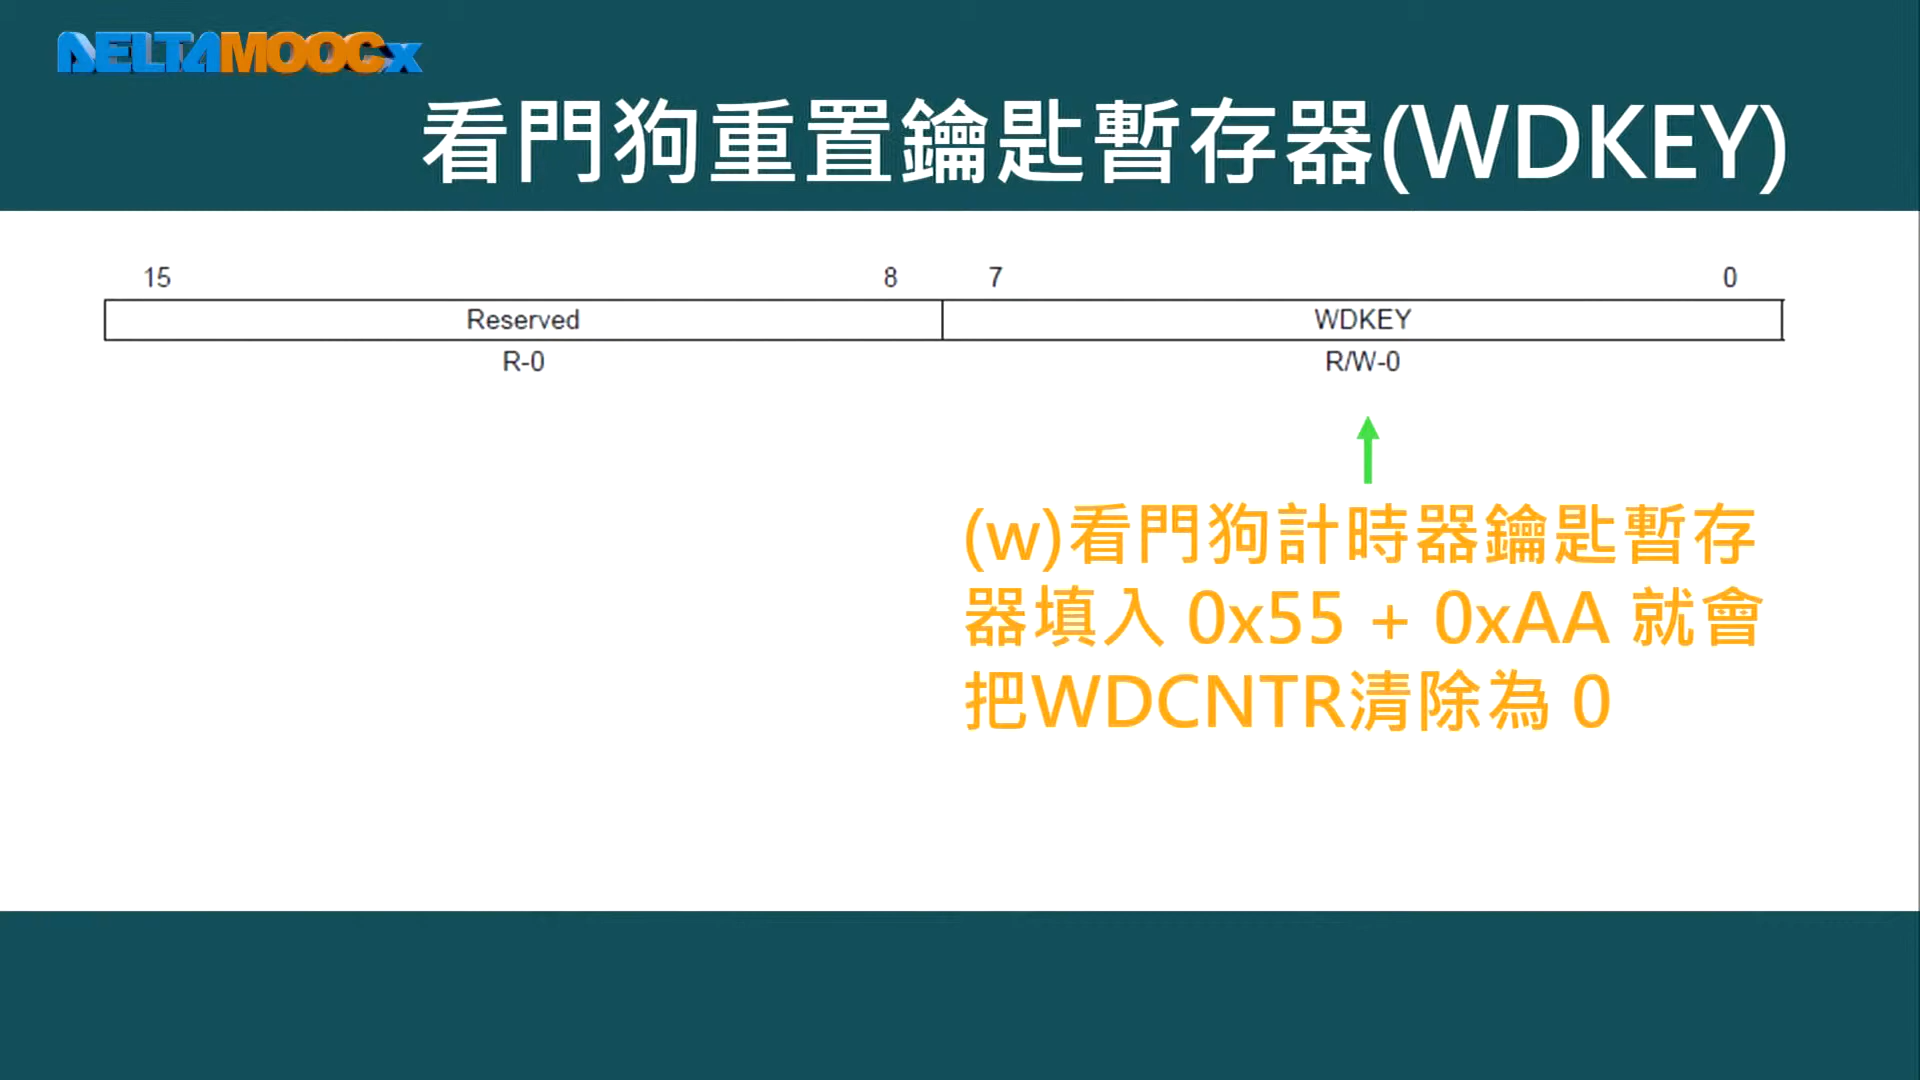 DELTAMOOCx
看門狗重置鑰匙暫存器(WDKEY)
15 8 7 0
Reserved WDKEY
R-0 R/W-0
(w)看門狗計時器鑰匙暫存
器填入 0x55 + 0xAA 就會
把WDCNTR清除為 0